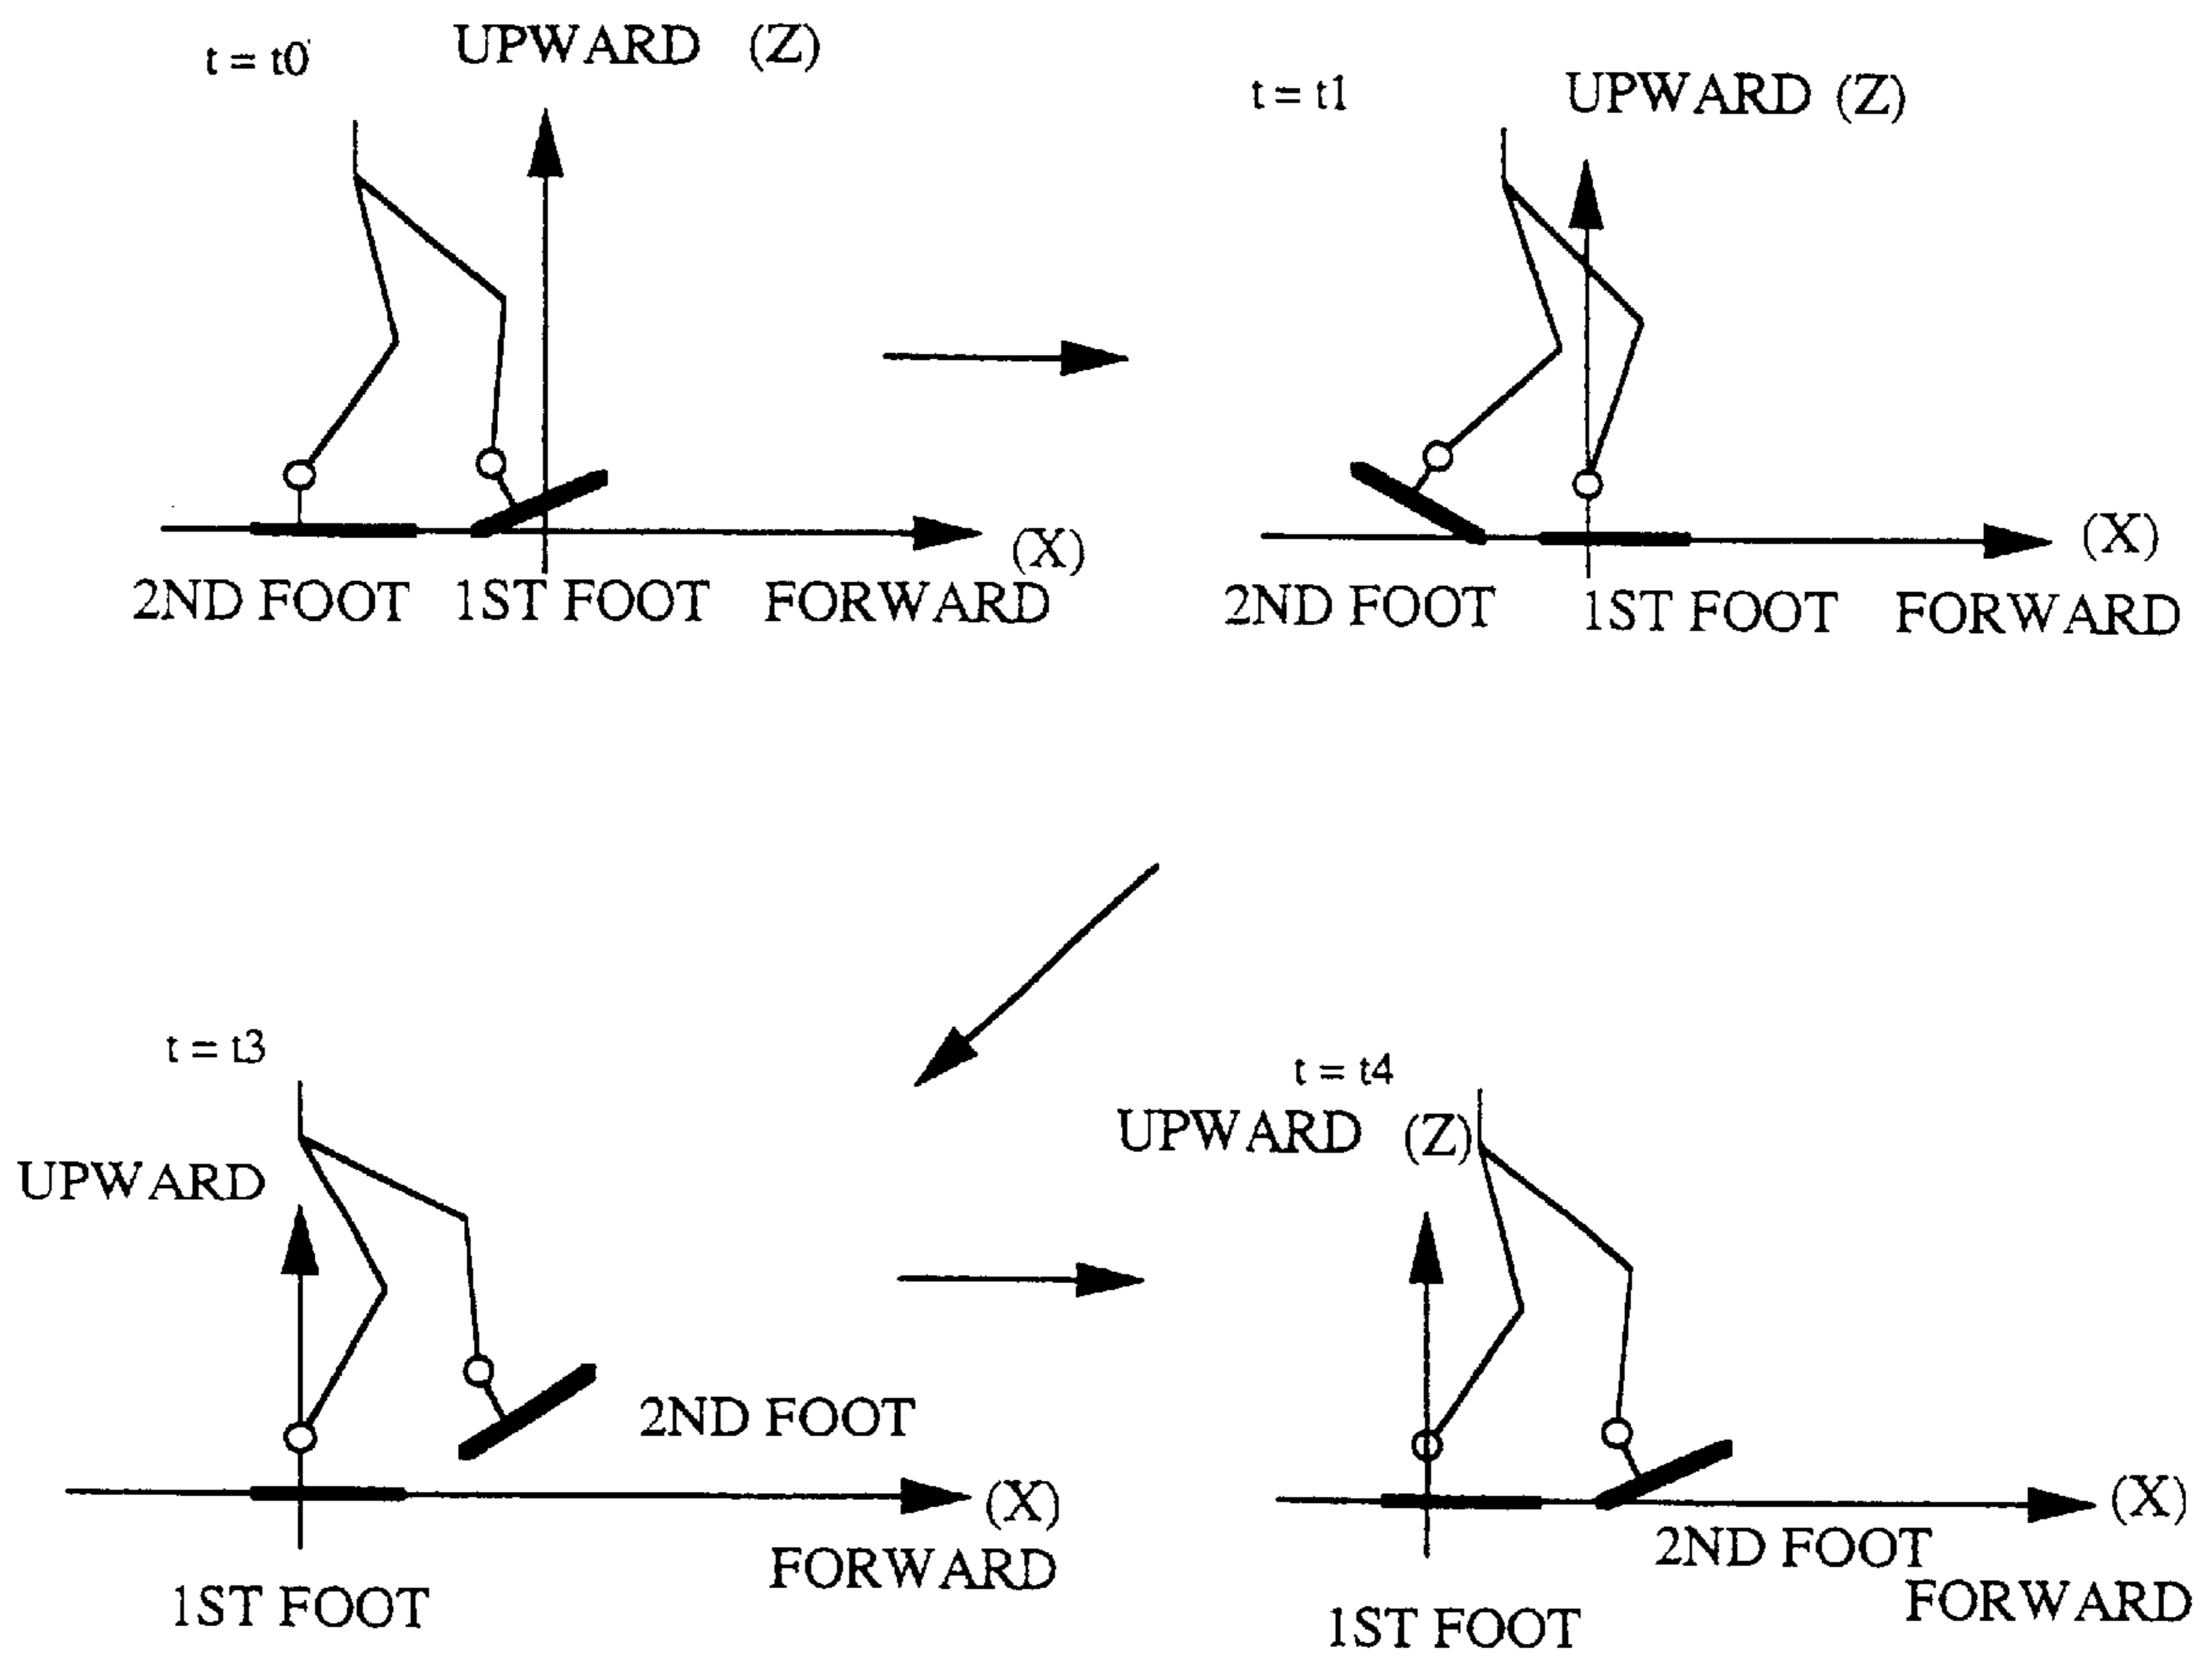 t = t0
UPWARD (Z)
(X)
2ND FOOT 1ST FOOT FORWARD
t = t1
UPWARD (Z)
(X)
2ND FOOT 1ST FOOT FORWARD
t = t3
UPWARD
2ND FOOT
(X)
FORWARD
1ST FOOT
t = t4
UPWARD (Z)
(X)
2ND FOOT
FORWARD
1ST FOOT